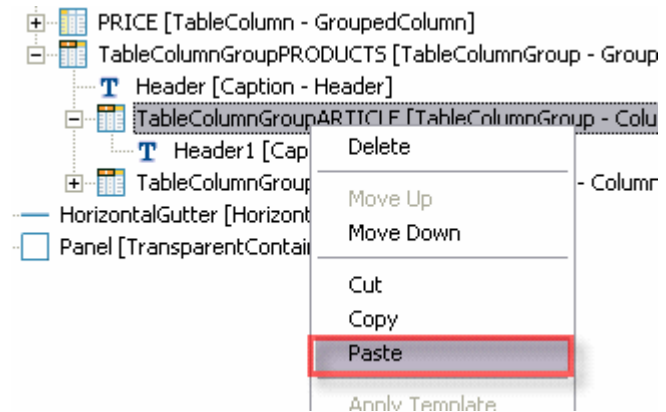 PRICE [TableColumn - GroupedColumn]
TableColumnGroupPRODUCTS [TableColumnGroup - Group
Header [Caption - Header]
TableColumnGroupARTICLE [TableColumnGroup - Colu
Header1 [Cap
TableColumnGroup - Column
HorizontalGutter [Horizont
Panel [TransparentContai
Delete
Move Up
Move Down
Cut
Copy
Paste
Apply Template